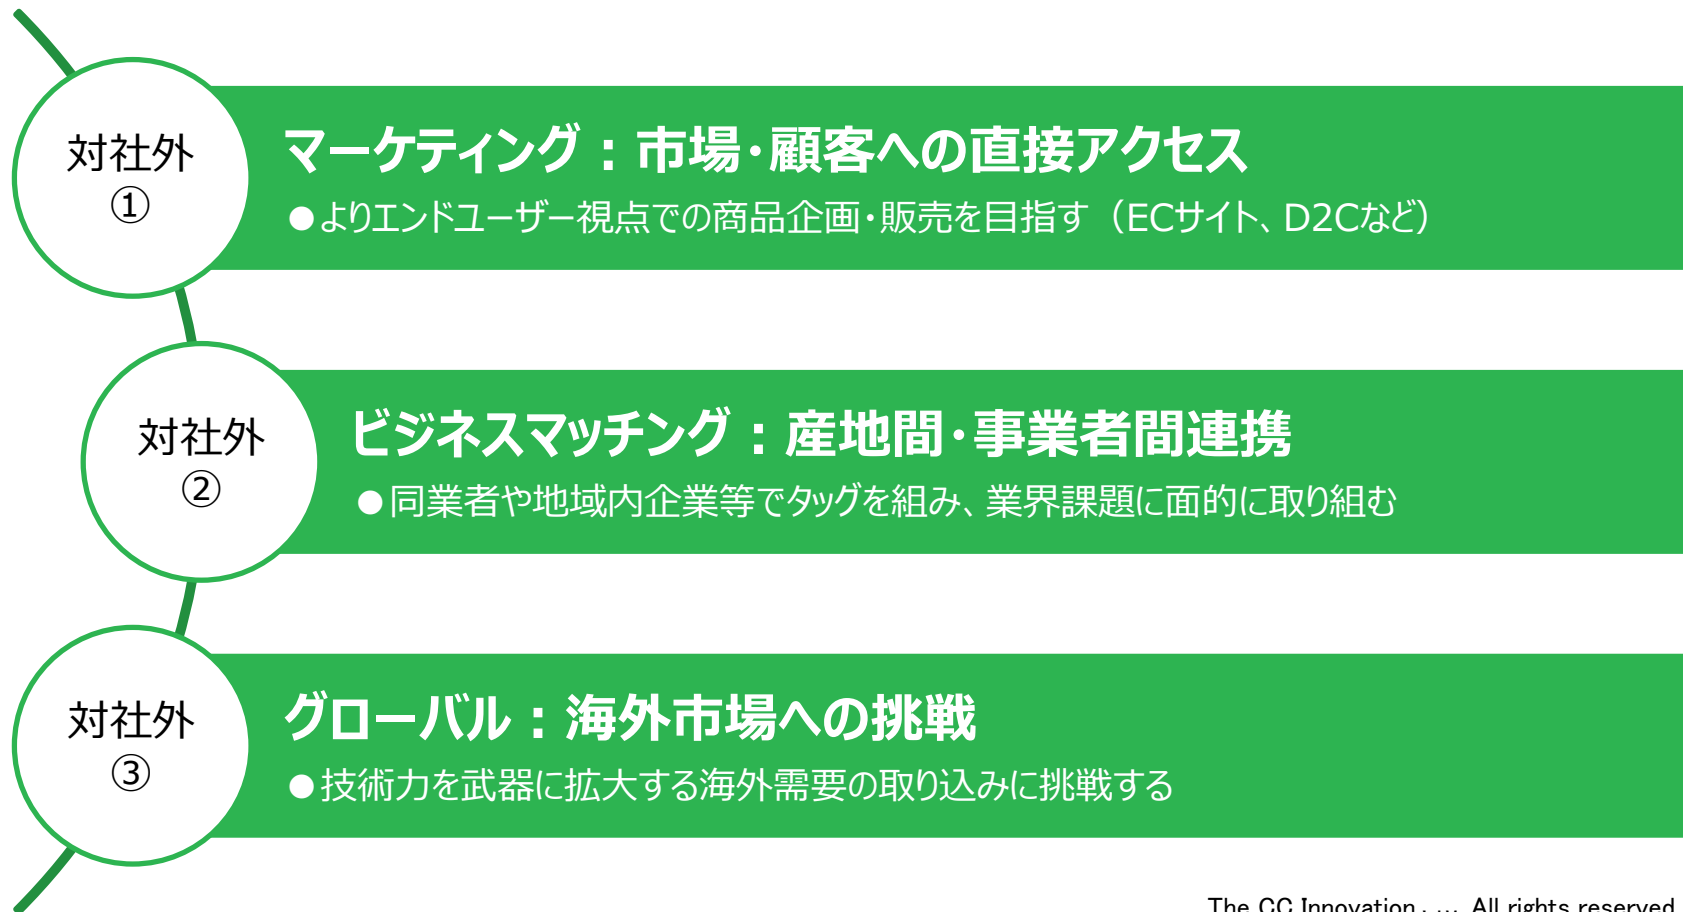 対社外
①
マーケティング：市場・顧客への直接アクセス
●よりエンドユーザー視点での商品企画・販売を目指す（ECサイト、D2Cなど）
対社外
②
ビジネスマッチング：産地間・事業者間連携
●同業者や地域内企業等でタッグを組み、業界課題に面的に取り組む
対社外
③
グローバル：海外市場への挑戦
●技術力を武器に拡大する海外需要の取り込みに挑戦する
The CC Innovation , … All rights reserved